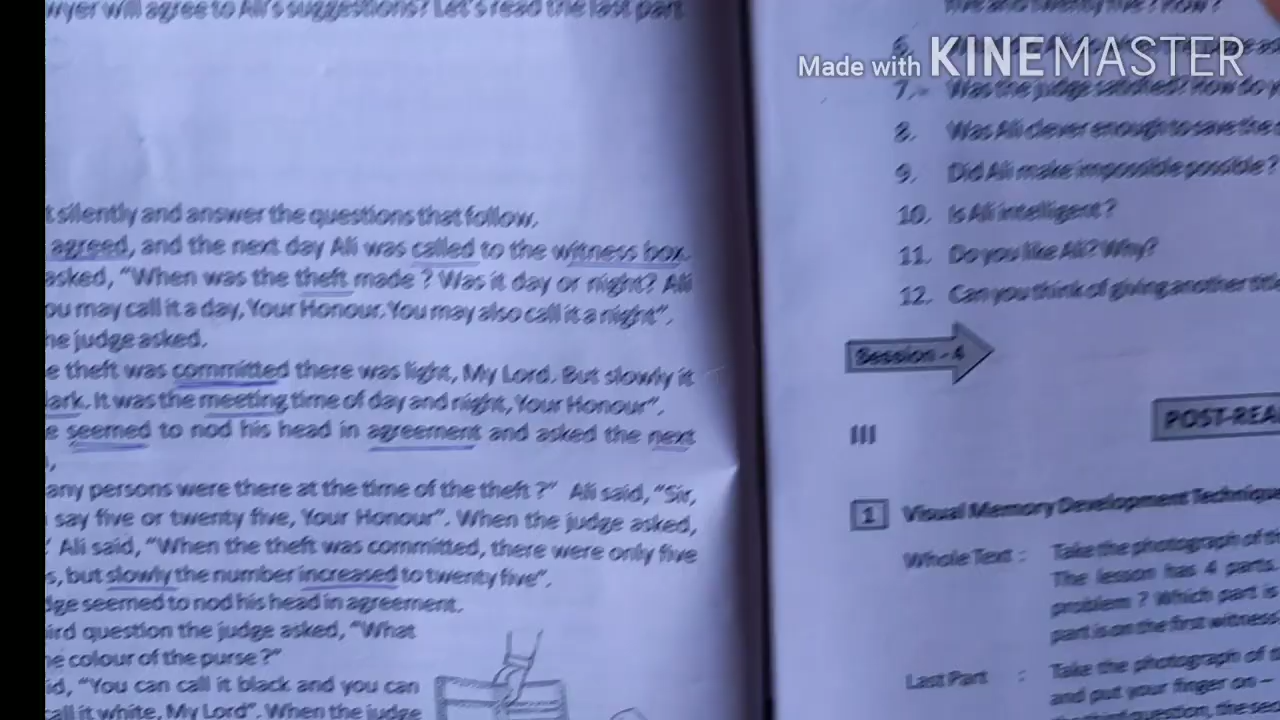 wyer will agree to Ali's suggestions? Let's read the last part
t silently and answer the questions that follow.
agreed, and the next day Ali was called to the witness box.
asked, "When was the theft made ? Was it day or night? Ali
ou may call it a day, Your Honour. You may also call it a night".
he judge asked.
e theft was committed there was light, My Lord. But slowly it
ark. It was the meeting time of day and night, Your Honour".
e seemed to nod his head in agreement and asked the next
any persons were there at the time of the theft ?" Ali said, "Sir,
say five or twenty five, Your Honour". When the judge asked,
Ali said, "When the theft was committed, there were only five
s, but slowly the number increased to twenty five".
dge seemed to nod his head in agreement.
ird question the judge asked, "What
e colour of the purse ?"
id, "You can call it black and you can
all it white, My Lord". When the judge
five and twenty five ? How ?
Made with KINEMASTER
6.
7. Was the judge satisfied? How do y
8. Was Ali clever enough to save the
9. Did Ali make impossible possible ?
10. Is Ali intelligent ?
11. Do you like Ali? Why?
12. Can you think of giving another title
Session - 4
III
POST-REA
1 Visual Memory Development Technique
Whole Text : Take the photograph of th
The lesson has 4 parts.
problem ? Which part is
part is on the first witness
Last Part : Take the photograph of t
and put your finger on –